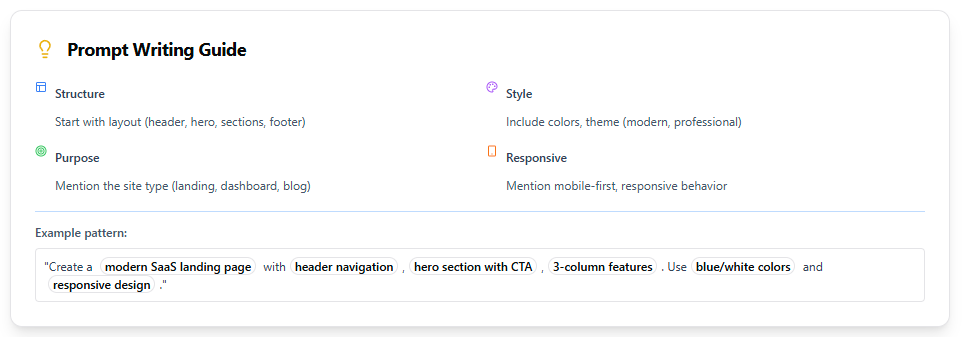 Prompt Writing Guide
Structure
Start with layout (header, hero, sections, footer)
Style
Include colors, theme (modern, professional)
Purpose
Mention the site type (landing, dashboard, blog)
Responsive
Mention mobile-first, responsive behavior
Example pattern:
"Create a modern SaaS landing page with header navigation , hero section with CTA , 3-column features . Use blue/white colors and
responsive design ."